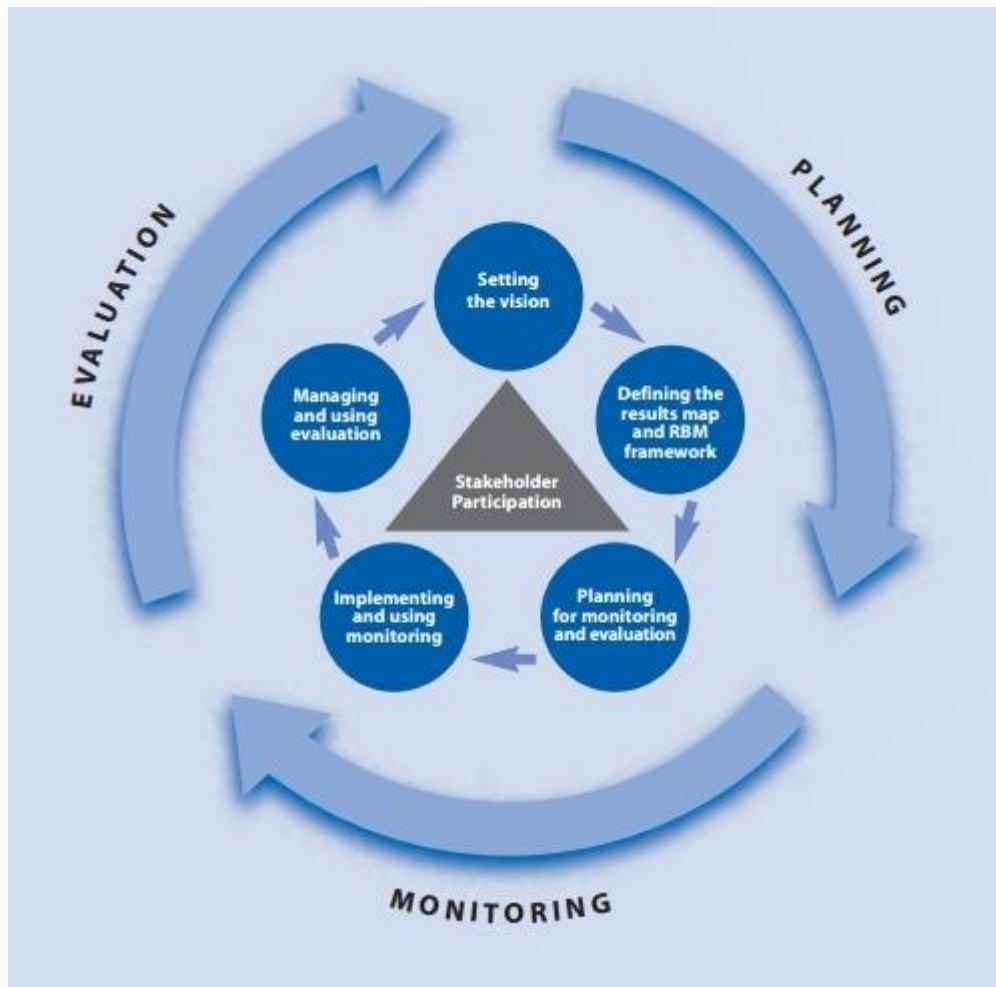 EVALUATION
PLANNING
Setting
the vision
Managing
and using
evaluation
Defining the
results map
and RBM
framework
Stakeholder
Participation
Implementing
and using
monitoring
Planning
for monitoring
and evaluation
MONITORING